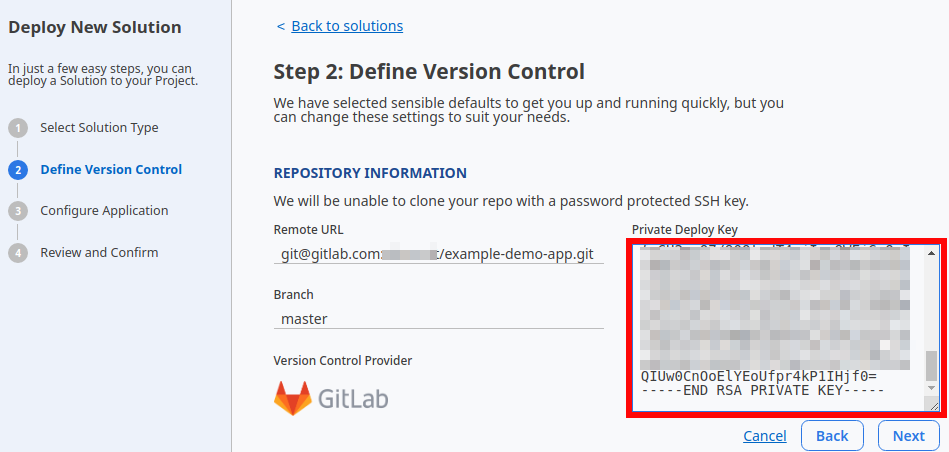 Deploy New Solution
In just a few easy steps, you can
deploy a Solution to your Project.
1 Select Solution Type
2 Define Version Control
3 Configure Application
4 Review and Confirm
< Back to solutions
Step 2: Define Version Control
We have selected sensible defaults to get you up and running quickly, but you
can change these settings to suit your needs.
REPOSITORY INFORMATION
We will be unable to clone your repo with a password protected SSH key.
Remote URL
git@gitlab.com: /example-demo-app.git
Branch
master
Version Control Provider
GitLab
Private Deploy Key
QIUw0CnOoElYEoUfpr4kP1IHjf0=
-----END RSA PRIVATE KEY-----
Cancel
Back
Next